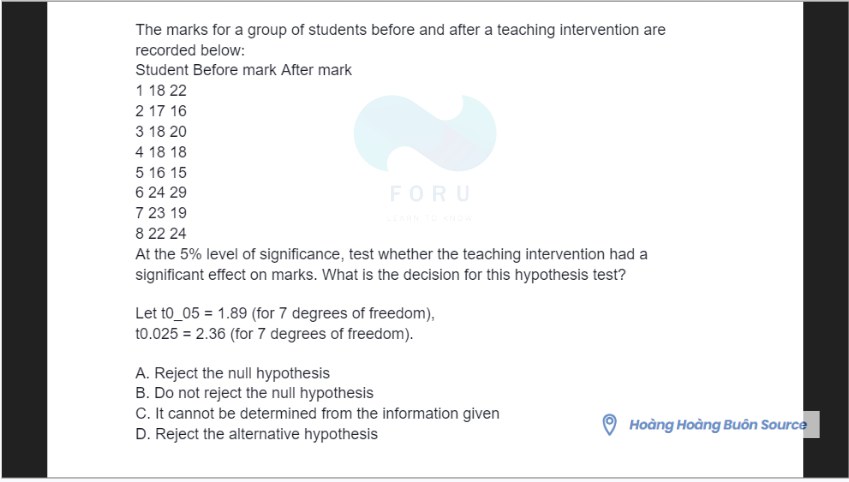 The marks for a group of students before and after a teaching intervention are
recorded below:
Student Before mark After mark
1 18 22
2 17 16
3 18 20
4 18 18
5 16 15
6 24 29
7 23 19
8 22 24
FORU
At the 5% level of significance, test whether the teaching intervention had a
significant effect on marks. What is the decision for this hypothesis test?
Let t0_05 = 1.89 (for 7 degrees of freedom),
t0.025 = 2.36 (for 7 degrees of freedom).
A. Reject the null hypothesis
B. Do not reject the null hypothesis
C. It cannot be determined from the information given
D. Reject the alternative hypothesis
Hoàng Hoàng Buôn Source